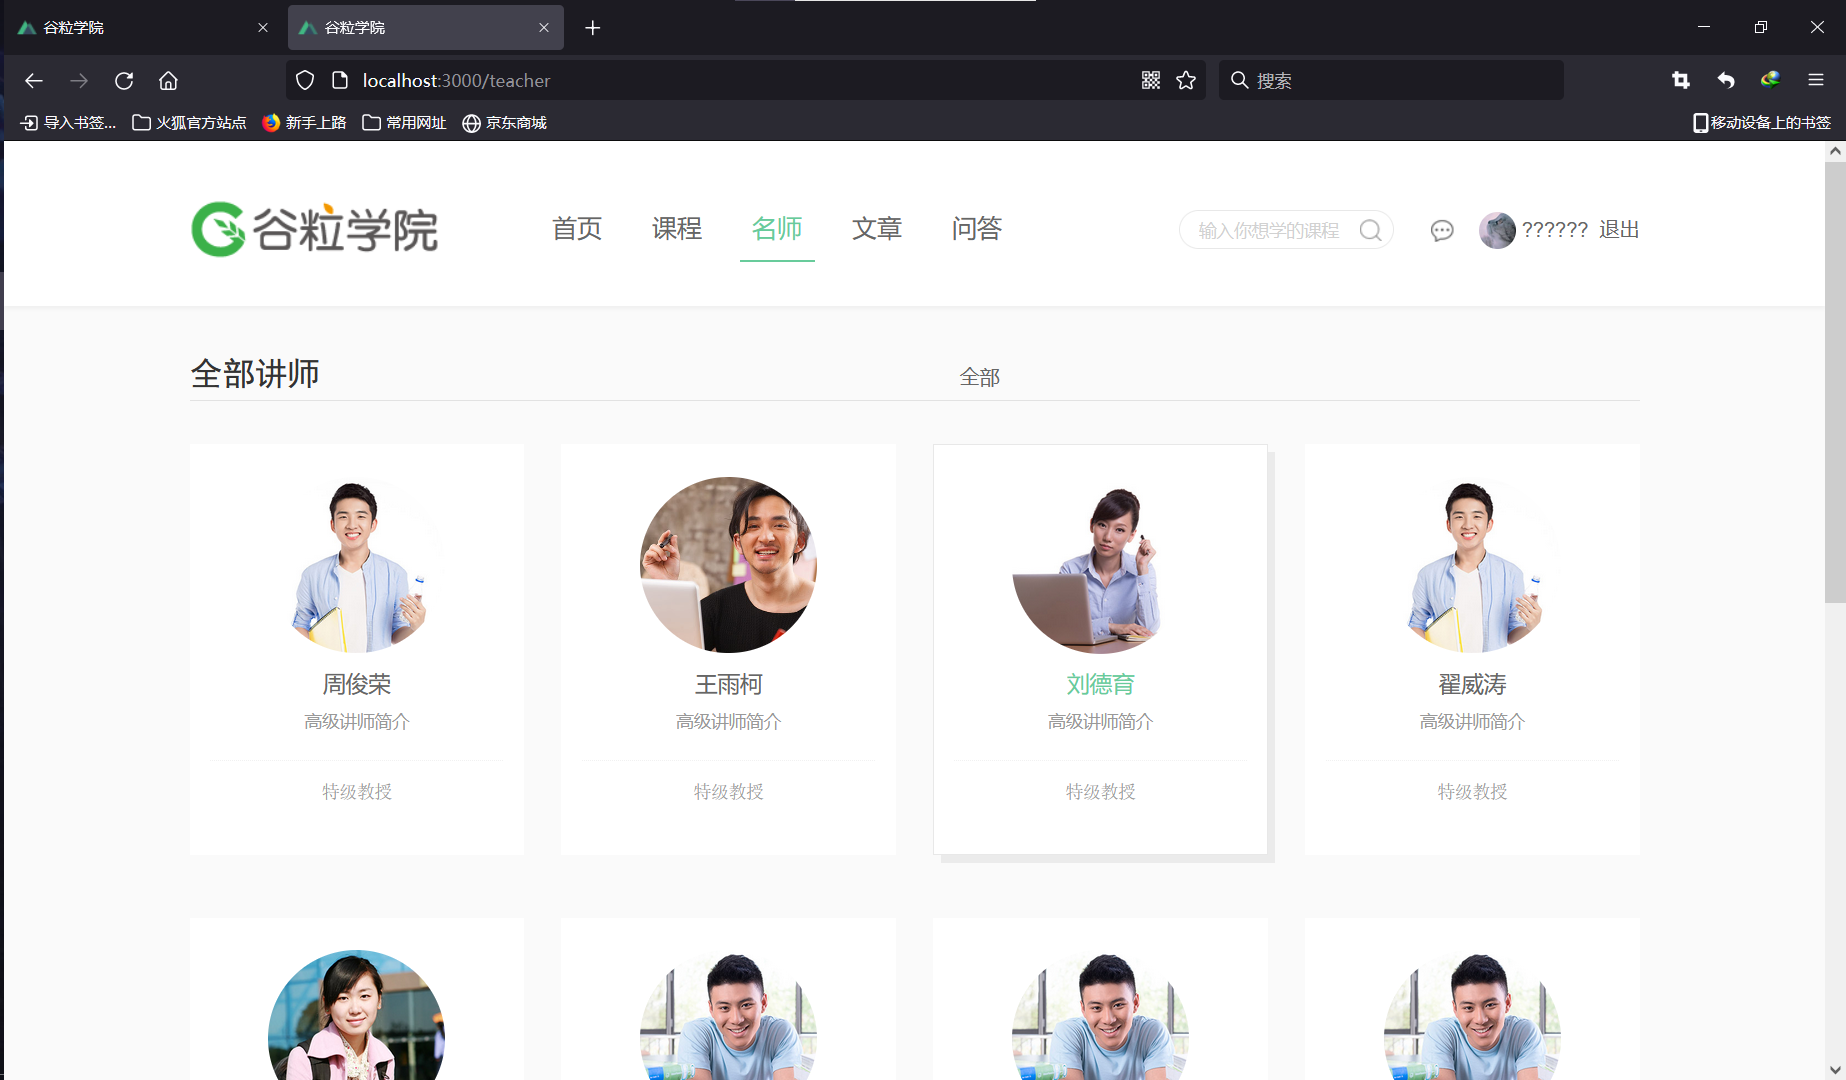 谷粒学院
谷粒学院
localhost:3000/teacher
搜索
导入书签... 火狐官方站点 新手上路 常用网址 京东商城 移动设备上的书签
谷粒学院 首页 课程 名师 文章 问答 输入你想学的课程 ?????? 退出
全部讲师 全部
周俊荣
高级讲师简介
特级教授
王雨柯
高级讲师简介
特级教授
刘德育
高级讲师简介
特级教授
翟威涛
高级讲师简介
特级教授